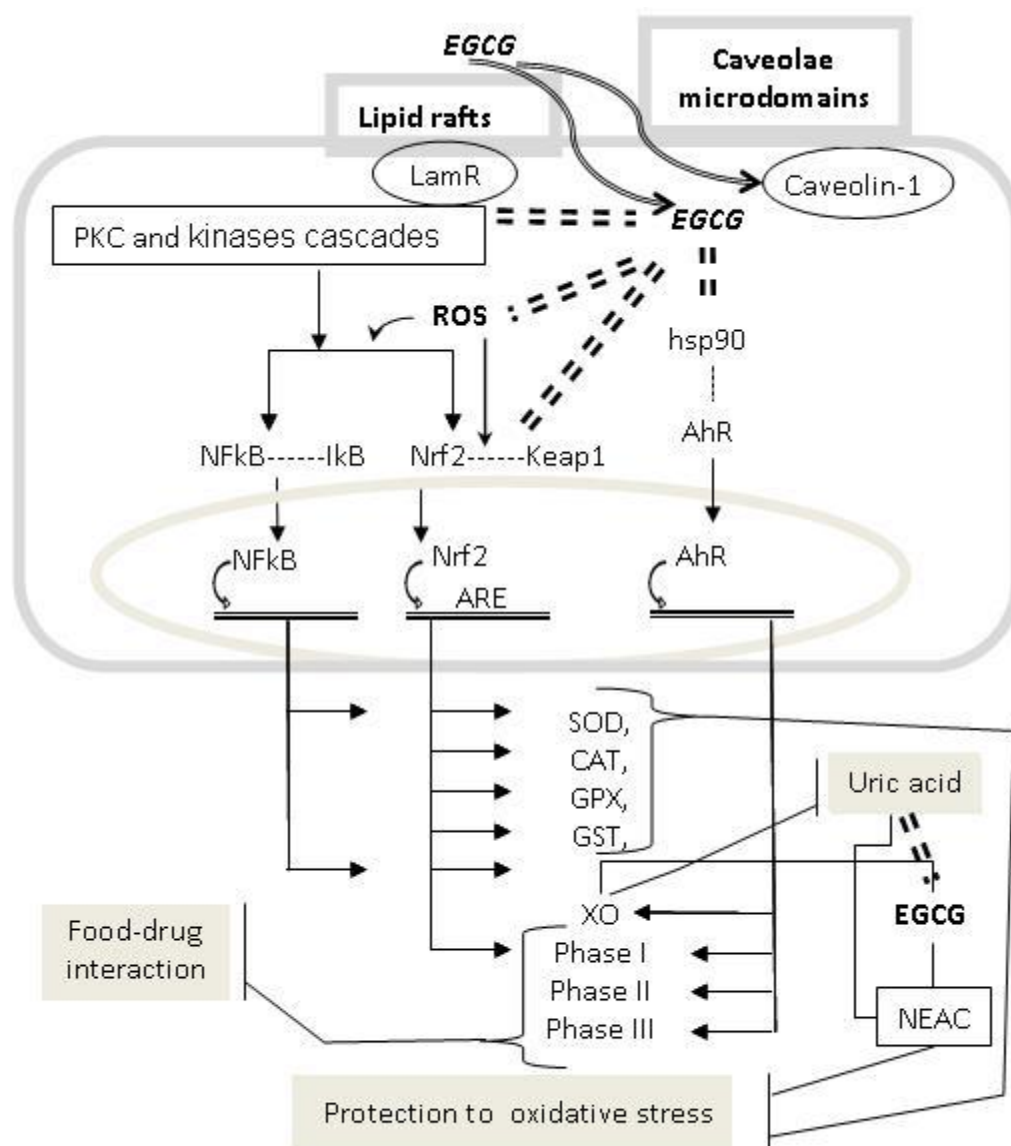 EGCG
Caveolae
microdomains
Lipid rafts
LamR
Caveolin-1
PKC and kinases cascades
EGCG
ROS
hsp90
AhR
NFkB------IkB
Nrf2------Keap1
NFkB
Nrf2
AhR
ARE
SOD,
CAT,
GPX,
GST,
Uric acid
XO
EGCG
Food-drug
interaction
Phase I
Phase II
Phase III
NEAC
Protection to oxidative stress